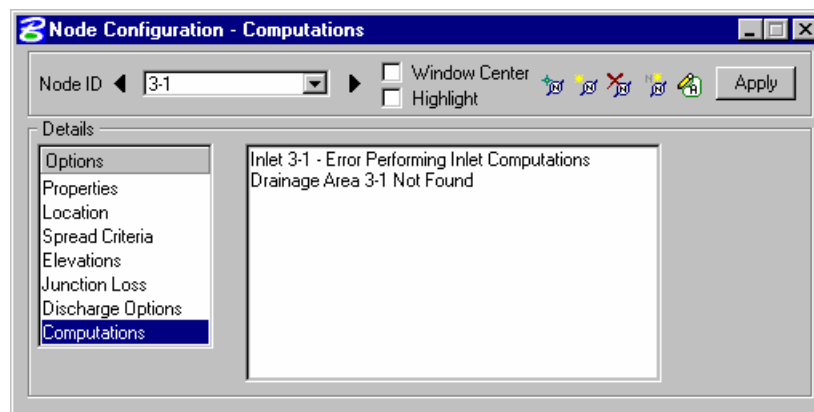 Node Configuration - Computations
Node ID 3-1 Window Center Apply
Highlight
Details
Options
Properties
Location
Spread Criteria
Elevations
Junction Loss
Discharge Options
Computations
Inlet 3-1 - Error Performing Inlet Computations
Drainage Area 3-1 Not Found